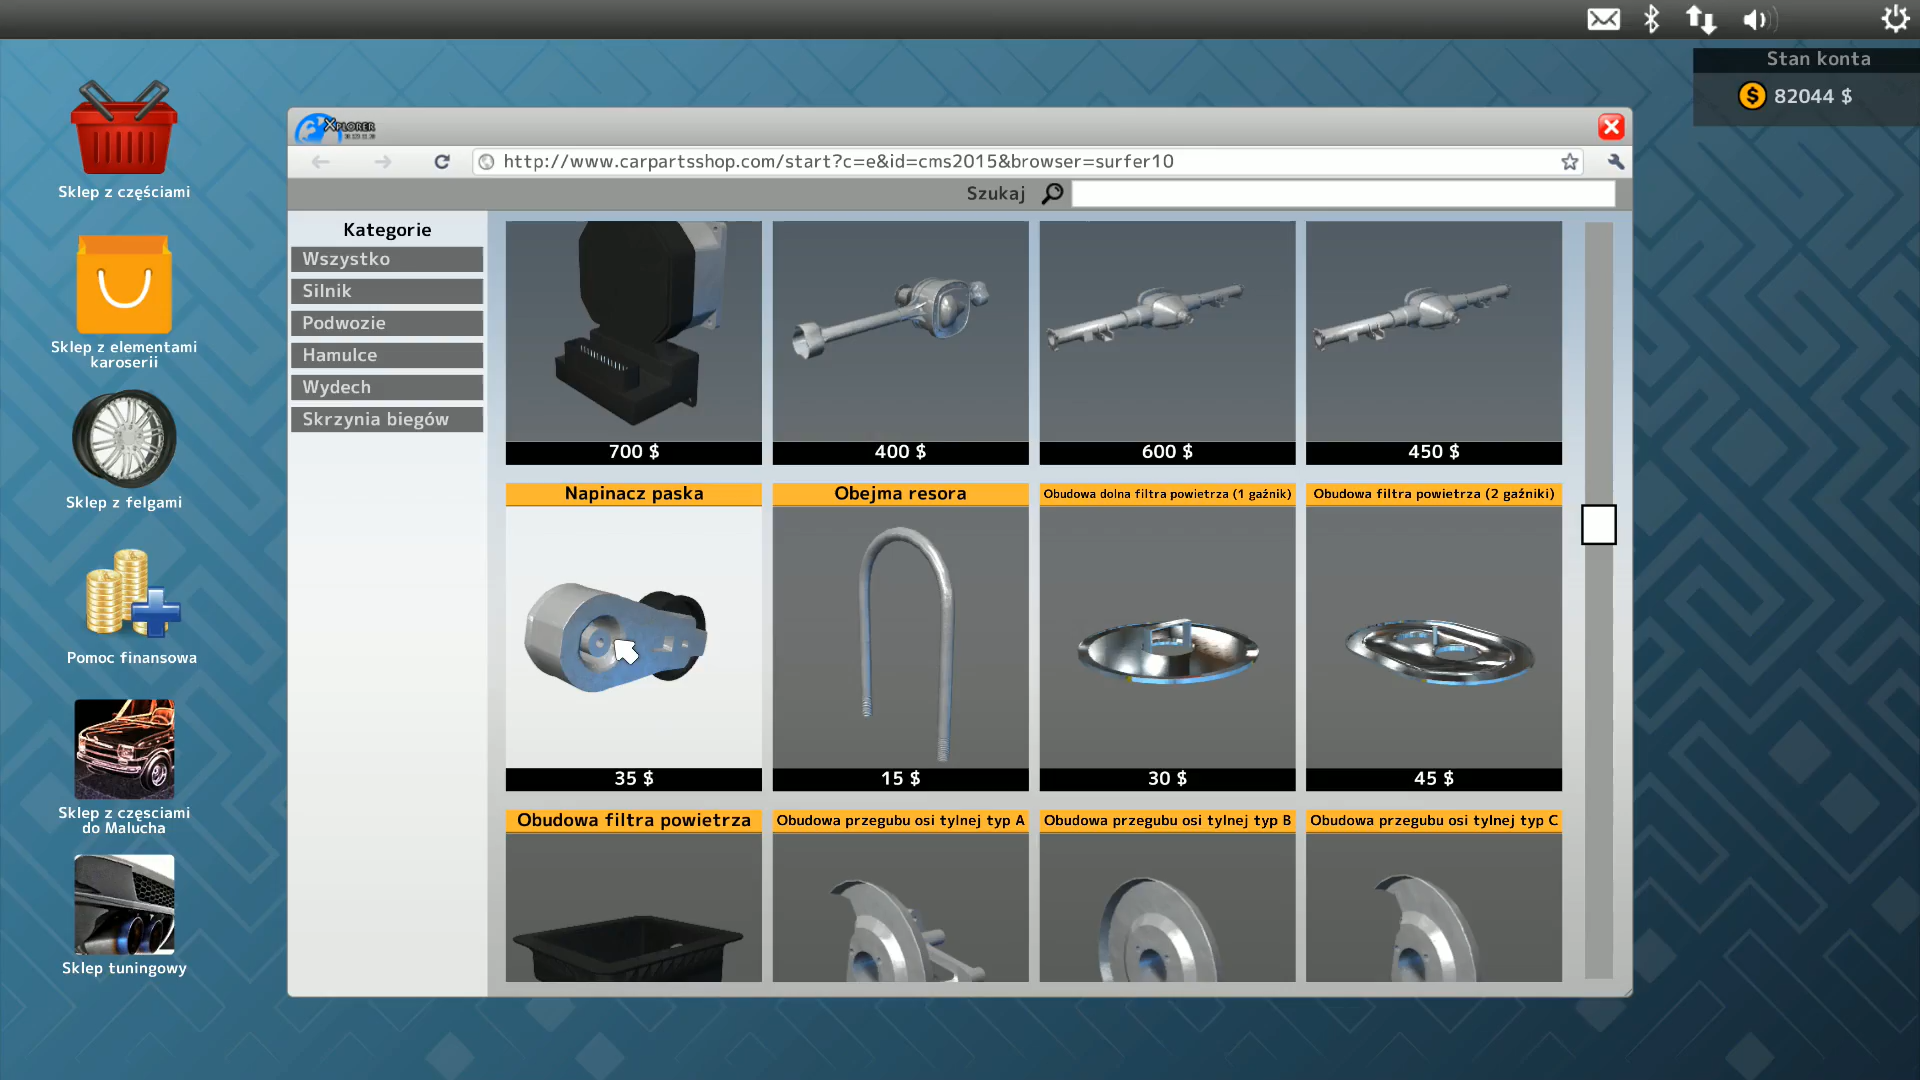 Stan konta
82044 $
Sklep z częściami
Sklep z elementami
karoserii
Sklep z felgami
Pomoc finansowa
Sklep z częsciami
do Malucha
Sklep tuningowy
XPLORER
http://www.carpartsshop.com/start?c=e&id=cms2015&browser=surfer10
Szukaj
Kategorie
Wszystko
Silnik
Podwozie
Hamulce
Wydech
Skrzynia biegów
700 $
400 $
600 $
450 $
Napinacz paska
Obejma resora
Obudowa dolna filtra powietrza (1 gaźnik)
Obudowa filtra powietrza (2 gaźniki)
35 $
15 $
30 $
45 $
Obudowa filtra powietrza
Obudowa przegubu osi tylnej typ A
Obudowa przegubu osi tylnej typ B
Obudowa przegubu osi tylnej typ C